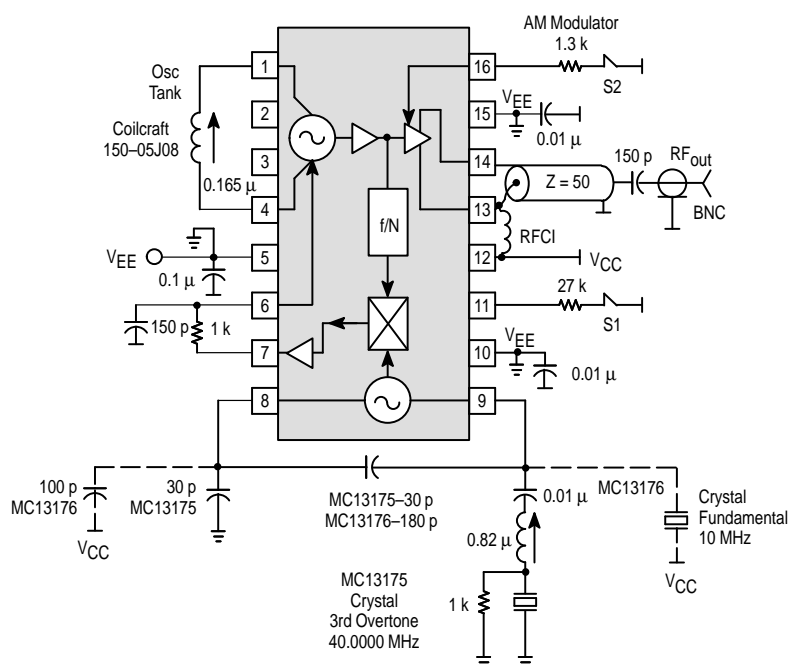 AM Modulator
1.3 k
S2
Osc
Tank
Coilcraft
150–05J08
0.165 μ
1
2
3
4
5
6
7
8
16
15
14
13
12
11
10
9
f/N
VEE
0.01 μ
150 p
RFout
Z = 50
BNC
RFCI
VCC
27 k
S1
VEE
0.01 μ
VEE
0.1 μ
150 p
1 k
100 p
MC13176
30 p
MC13175
VCC
MC13175–30 p
MC13176–180 p
0.01 μ
0.82 μ
MC13176
Crystal
Fundamental
10 MHz
VCC
MC13175
Crystal
3rd Overtone
40.0000 MHz
1 k